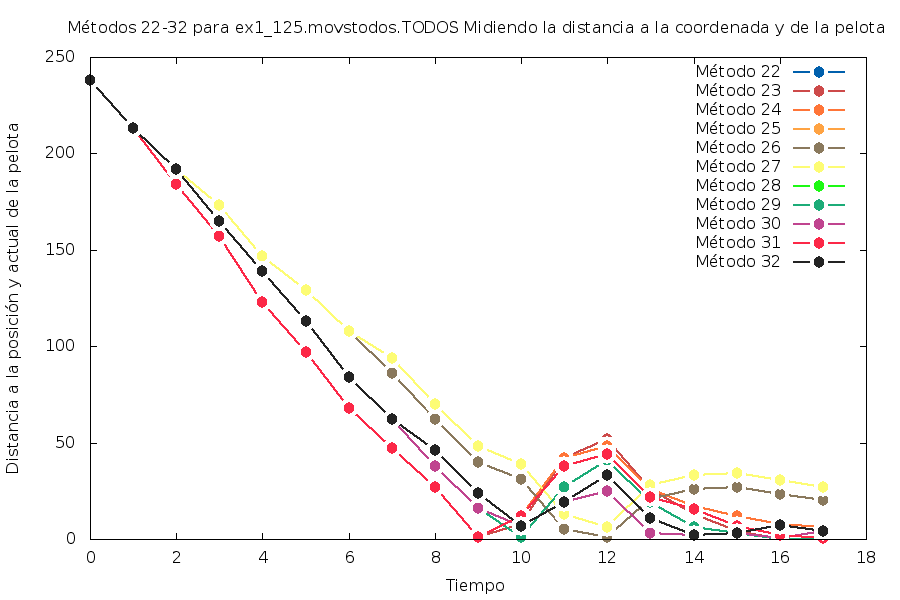 Métodos 22-32 para ex1_125.movstodos.TODOS Midiendo la distancia a la coordenada y de la pelota
Distancia a la posición y actual de la pelota
250
200
150
100
50
0
Método 22
Método 23
Método 24
Método 25
Método 26
Método 27
Método 28
Método 29
Método 30
Método 31
Método 32
0 2 4 6 8 10 12 14 16 18
Tiempo